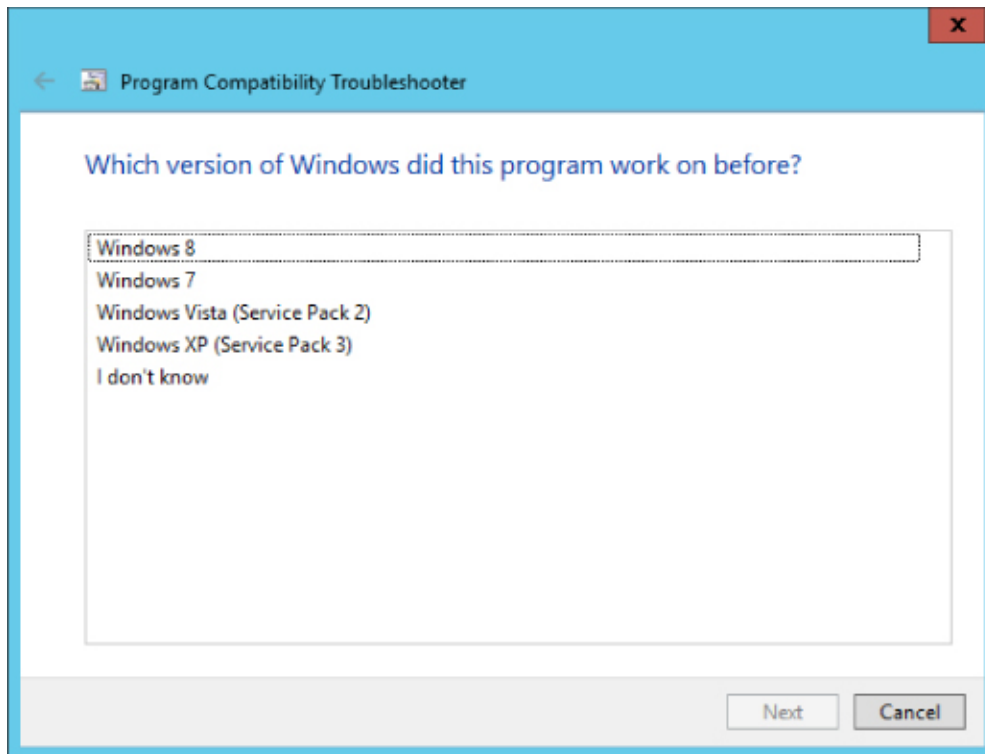 x
Program Compatibility Troubleshooter
Which version of Windows did this program work on before?
Windows 8
Windows 7
Windows Vista (Service Pack 2)
Windows XP (Service Pack 3)
I don't know
Next
Cancel